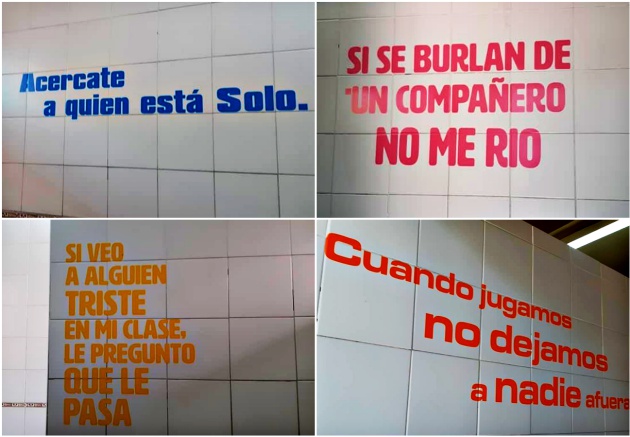 Acercate
a quien está Solo.
SI SE BURLAN DE
UN COMPAÑERO
NO ME RIO
SI VEO
A ALGUIEN
TRISTE
EN MI CLASE,
LE PREGUNTO
QUE LE
PASA
Cuando jugamos
no dejamos
a nadie afuera